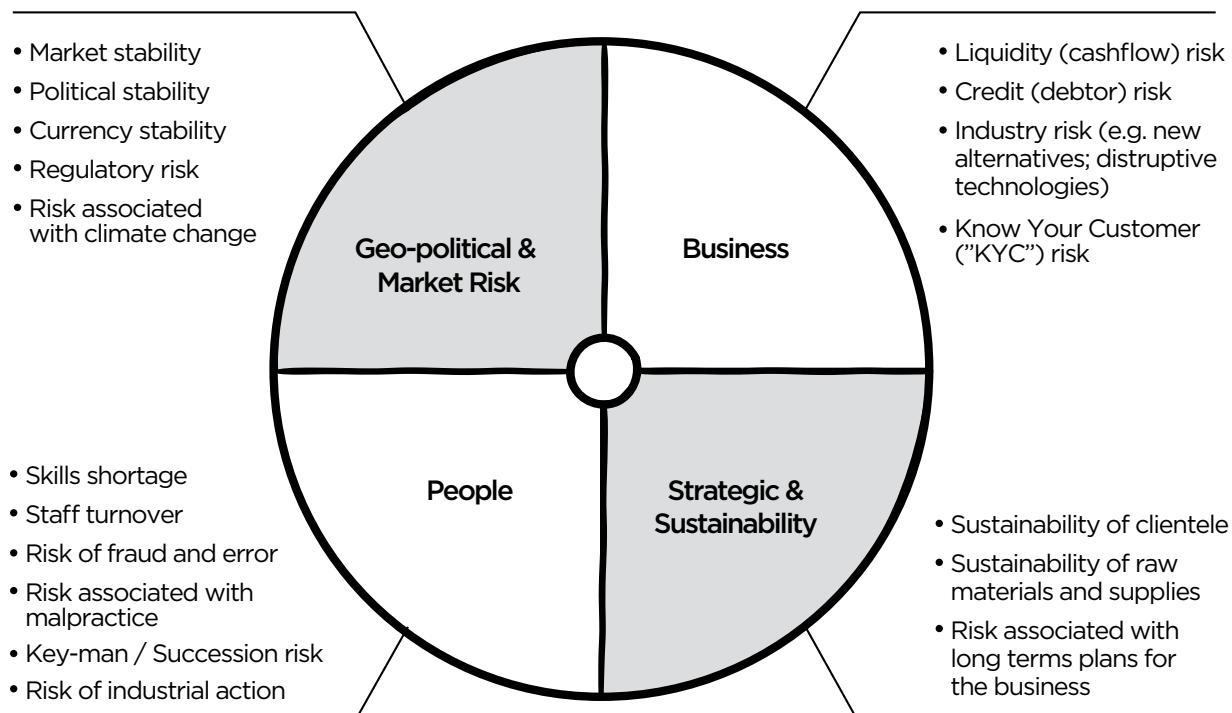 • Market stability
• Political stability
• Currency stability
• Regulatory risk
• Risk associated
with climate change
Geo-political &
Market Risk
Business
• Liquidity (cashflow) risk
• Credit (debtor) risk
• Industry risk (e.g. new
alternatives; distruptive
technologies)
• Know Your Customer
(”KYC”) risk
• Skills shortage
• Staff turnover
• Risk of fraud and error
• Risk associated with
malpractice
• Key-man / Succession risk
• Risk of industrial action
People
Strategic &
Sustainability
• Sustainability of clientele
• Sustainability of raw
materials and supplies
• Risk associated with
long terms plans for
the business